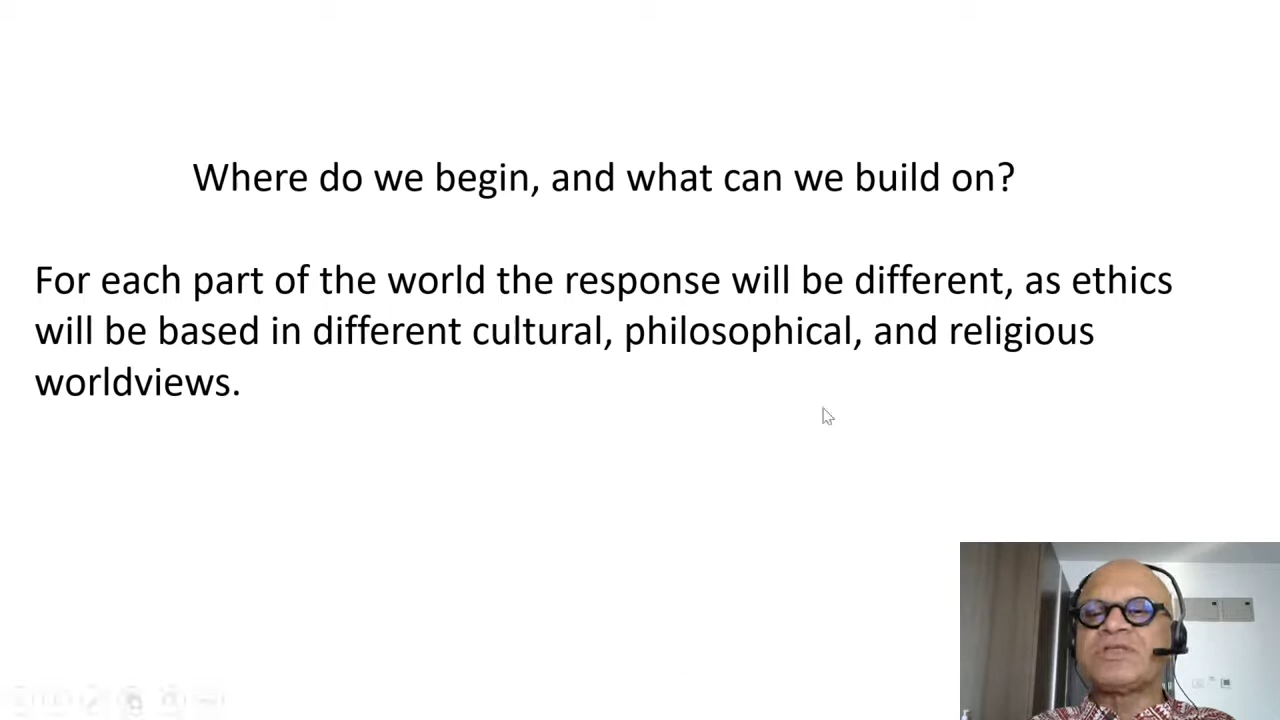 Where do we begin, and what can we build on?
For each part of the world the response will be different, as ethics
will be based in different cultural, philosophical, and religious
worldviews.